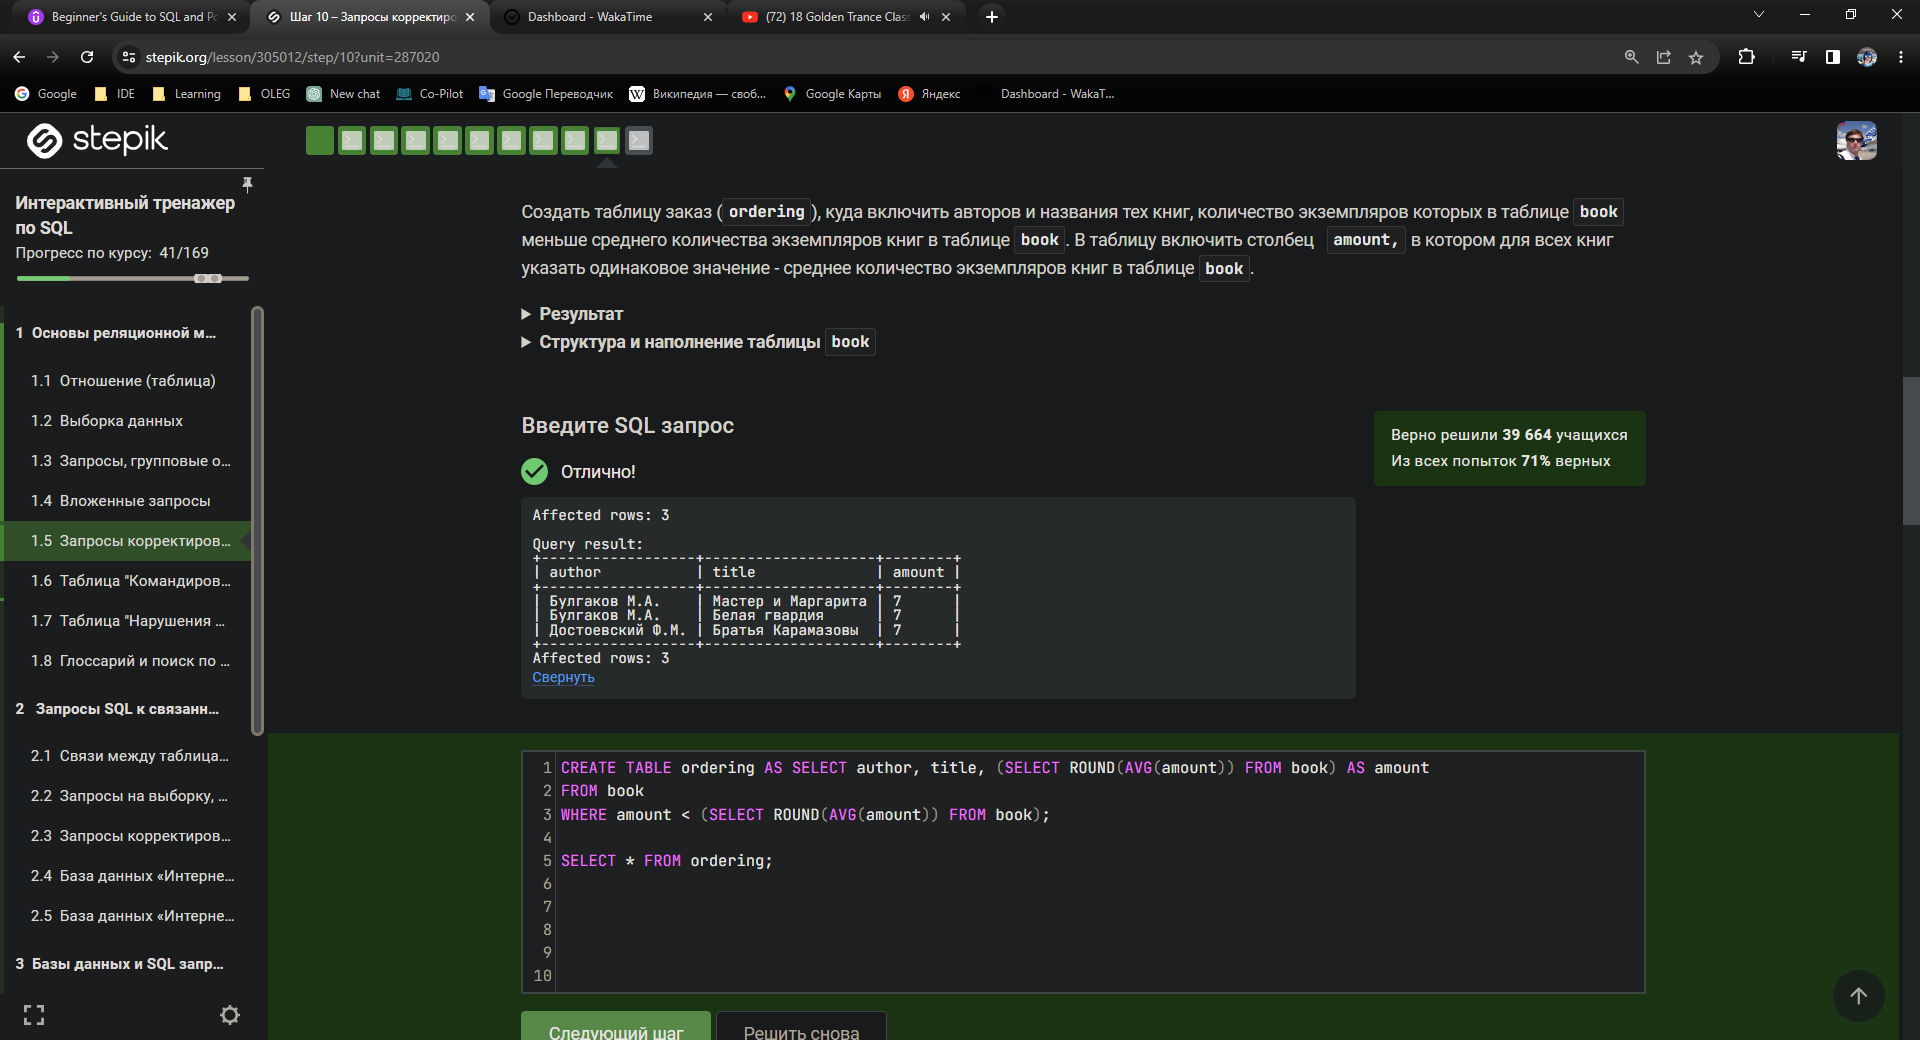 Beginner's Guide to SQL and Po
Шаг 10 – Запросы корректиро
Dashboard - WakaTime
(72) 18 Golden Trance Clas
stepik.org/lesson/305012/step/10?unit=287020
Google
IDE
Learning
OLEG
New chat
Co-Pilot
Google Переводчик
Википедия — своб...
Google Карты
Яндекс
Dashboard - WakaT...
stepik
Интерактивный тренажер
по SQL
Прогресс по курсу: 41/169
1 Основы реляционной м...
1.1 Отношение (таблица)
1.2 Выборка данных
1.3 Запросы, групповые о...
1.4 Вложенные запросы
1.5 Запросы корректиров...
1.6 Таблица "Командиров...
1.7 Таблица "Нарушения ...
1.8 Глоссарий и поиск по ...
2 Запросы SQL к связанн...
2.1 Связи между таблица...
2.2 Запросы на выборку, ...
2.3 Запросы корректиров...
2.4 База данных «Интерне...
2.5 База данных «Интерне...
3 Базы данных и SQL запр...
Создать таблицу заказ ( ordering ), куда включить авторов и названия тех книг, количество экземпляров которых в таблице book
меньше среднего количества экземпляров книг в таблице book . В таблицу включить столбец amount, в котором для всех книг
указать одинаковое значение - среднее количество экземпляров книг в таблице book .
Результат
Структура и наполнение таблицы book
Введите SQL запрос
Верно решили 39 664 учащихся
Из всех попыток 71% верных
Отлично!
Affected rows: 3
Query result:
+-----------------+-------------------+--------+
| author | title | amount |
+-----------------+-------------------+--------+
| Булгаков М.А. | Мастер и Маргарита | 7 |
| Булгаков М.А. | Белая гвардия | 7 |
| Достоевский Ф.М. | Братья Карамазовы | 7 |
+-----------------+-------------------+--------+
Affected rows: 3
Свернуть
1 CREATE TABLE ordering AS SELECT author, title, (SELECT ROUND(AVG(amount)) FROM book) AS amount
2 FROM book
3 WHERE amount < (SELECT ROUND(AVG(amount)) FROM book);
4
5 SELECT * FROM ordering;
6
7
8
9
10
Следующий шаг
Решить снова